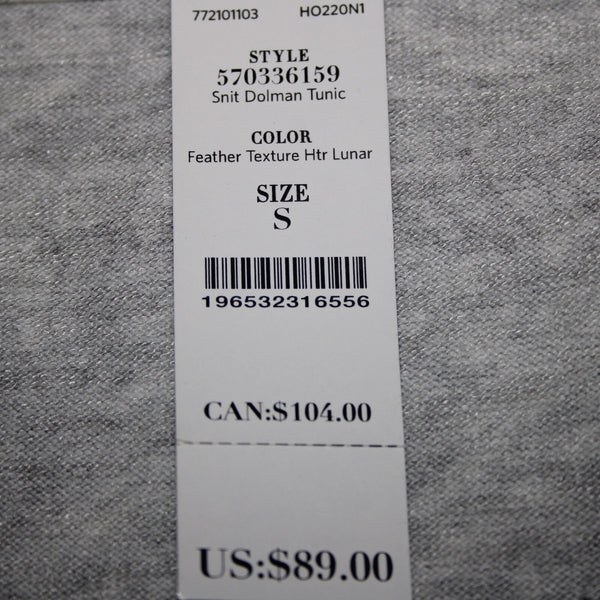 772101103 HO220N1
STYLE
570336159
Snit Dolman Tunic
COLOR
Feather Texture Htr Lunar
SIZE
S
196532316556
CAN:$104.00
US:$89.00